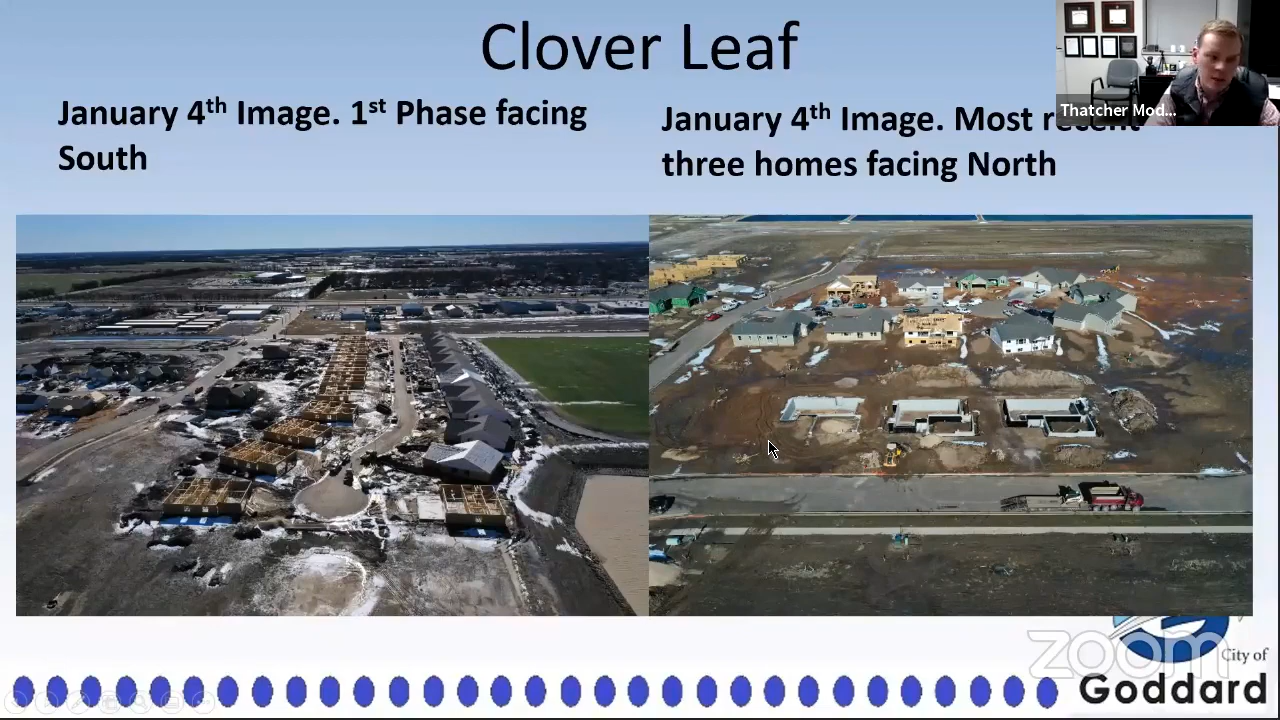 Clover Leaf
January 4th Image. 1st Phase facing
South
January 4th Image. Most recent
three homes facing North
Thatcher Mod...
zoom
City of
Goddard